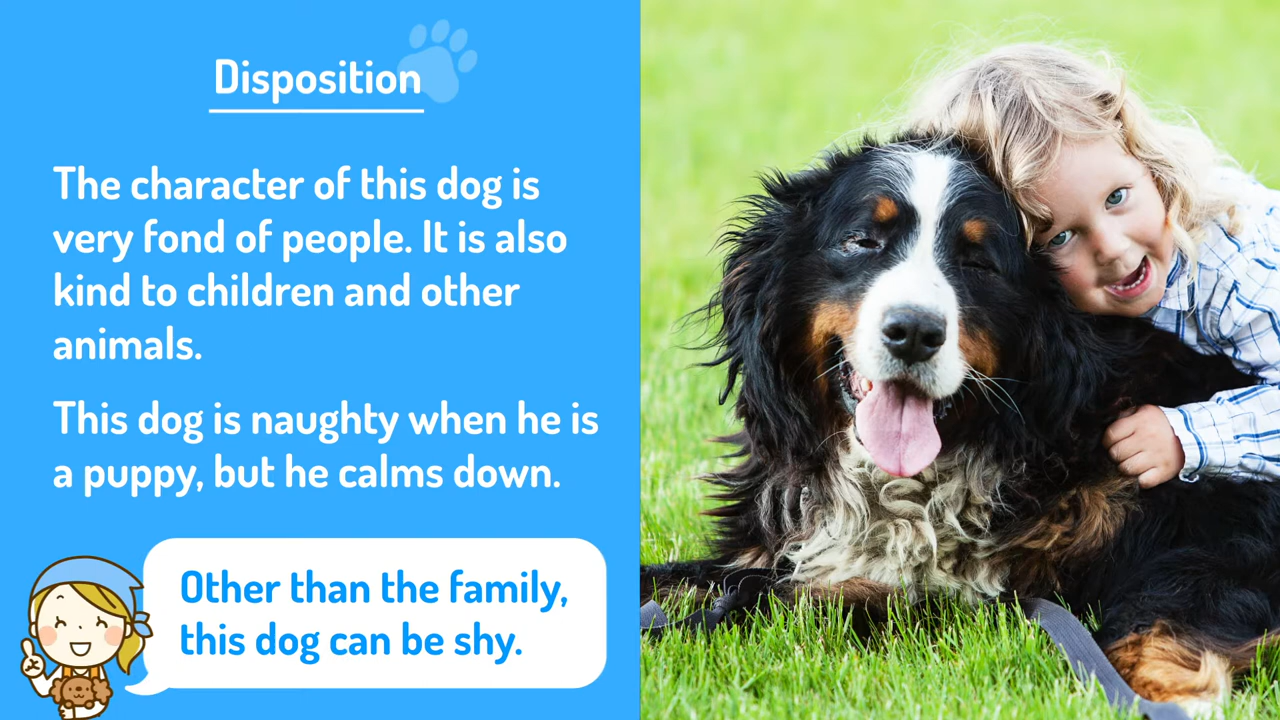 Disposition
The character of this dog is
very fond of people. It is also
kind to children and other
animals.
This dog is naughty when he is
a puppy, but he calms down.
Other than the family,
this dog can be shy.